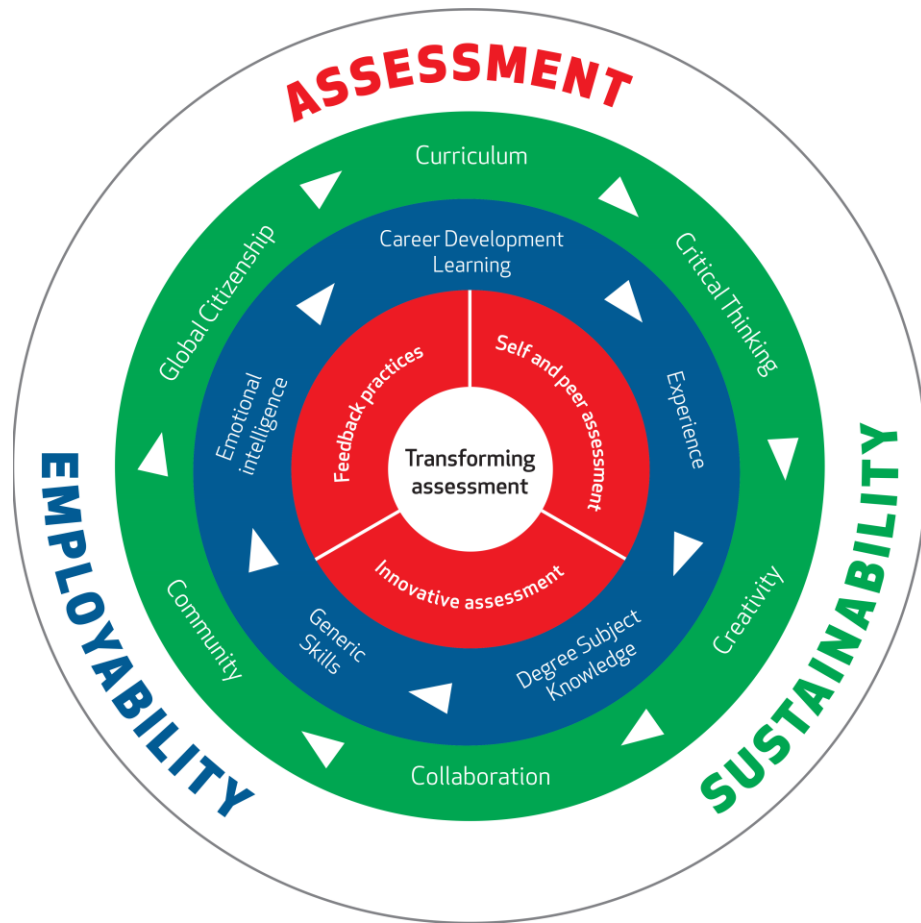 ASSESSMENT
Curriculum
Critical Thinking
Creativity
Collaboration
Community
Global Citizenship
Career Development
Learning
Experience
Degree Subject
Knowledge
Generic
Skills
Emotional
intelligence
Feedback practices
Self and peer assessment
Innovative assessment
Transforming
assessment
EMPLOYABILITY
SUSTAINABILITY